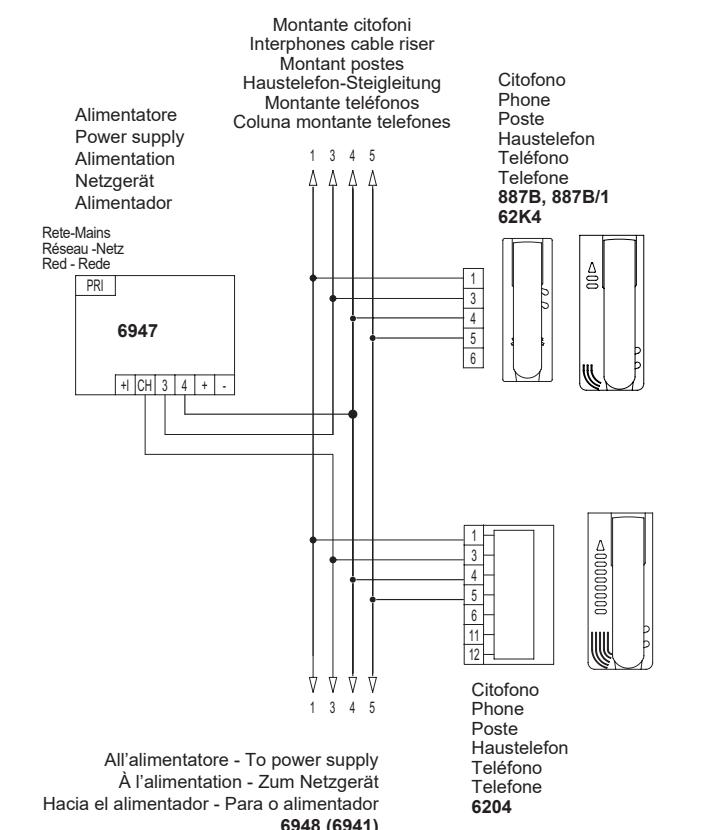 Montante citofoni
Interphones cable riser
Montant postes
Haustelefon-Steigleitung
Montante teléfonos
Coluna montante telefones
Citofono
Phone
Poste
Haustelefon
Teléfono
Telefone
887B, 887B/1
62K4
Alimentatore
Power supply
Alimentation
Netzgerät
Alimentador
1 3 4 5
Rete-Mains
Réseau -Netz
Red - Rede
PRI
6947
+I CH 3 4 + -
1
3
4
5
6
1
3
4
5
6
11
12
1 3 4 5
Citofono
Phone
Poste
Haustelefon
Teléfono
Telefone
6204
All'alimentatore - To power supply
À l'alimentation - Zum Netzgerät
Hacia el alimentador - Para o alimentador
6948 (6941)